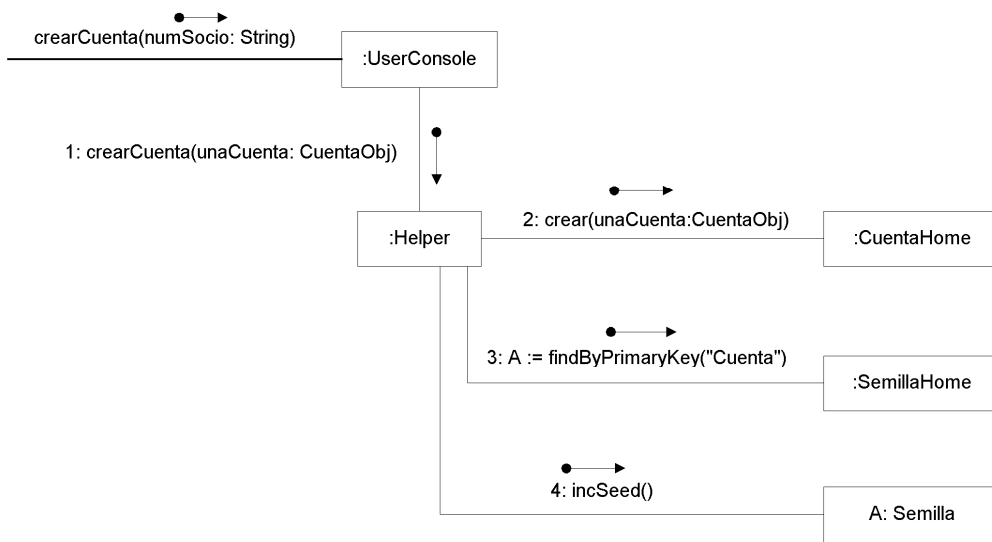 crearCuenta(numSocio: String)
:UserConsole
1: crearCuenta(unaCuenta: CuentaObj)
2: crear(unaCuenta:CuentaObj)
:Helper
:CuentaHome
3: A := findByPrimaryKey("Cuenta")
:SemillaHome
4: incSeed()
A: Semilla